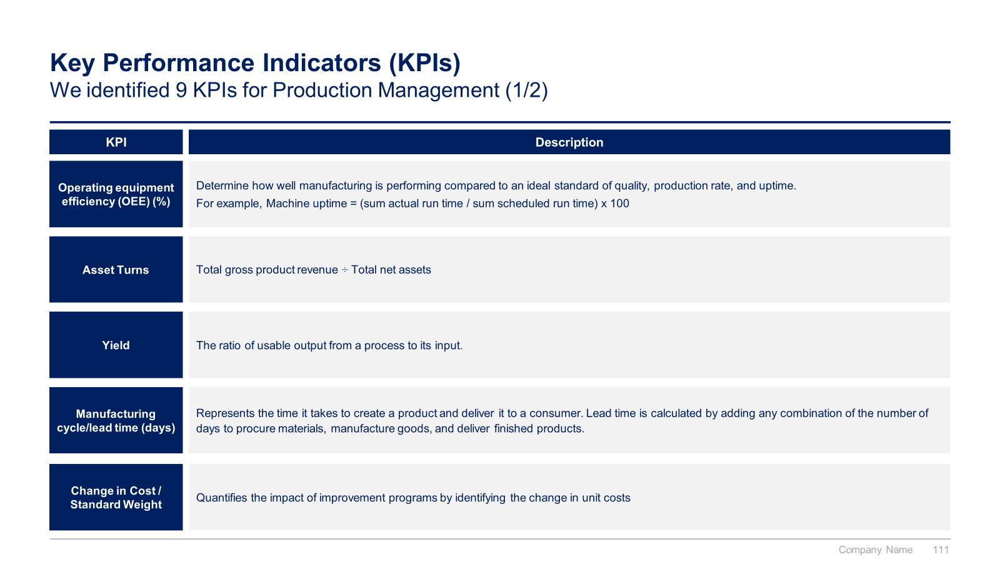 Key Performance Indicators (KPIs)
We identified 9 KPIs for Production Management (1/2)
KPI
Description
Operating equipment
efficiency (OEE) (%)
Determine how well manufacturing is performing compared to an ideal standard of quality, production rate, and uptime.
For example, Machine uptime = (sum actual run time / sum scheduled run time) x 100
Asset Turns
Total gross product revenue ÷ Total net assets
Yield
The ratio of usable output from a process to its input.
Manufacturing
cycle/lead time (days)
Represents the time it takes to create a product and deliver it to a consumer. Lead time is calculated by adding any combination of the number of
days to procure materials, manufacture goods, and deliver finished products.
Change in Cost /
Standard Weight
Quantifies the impact of improvement programs by identifying the change in unit costs
Company Name 111